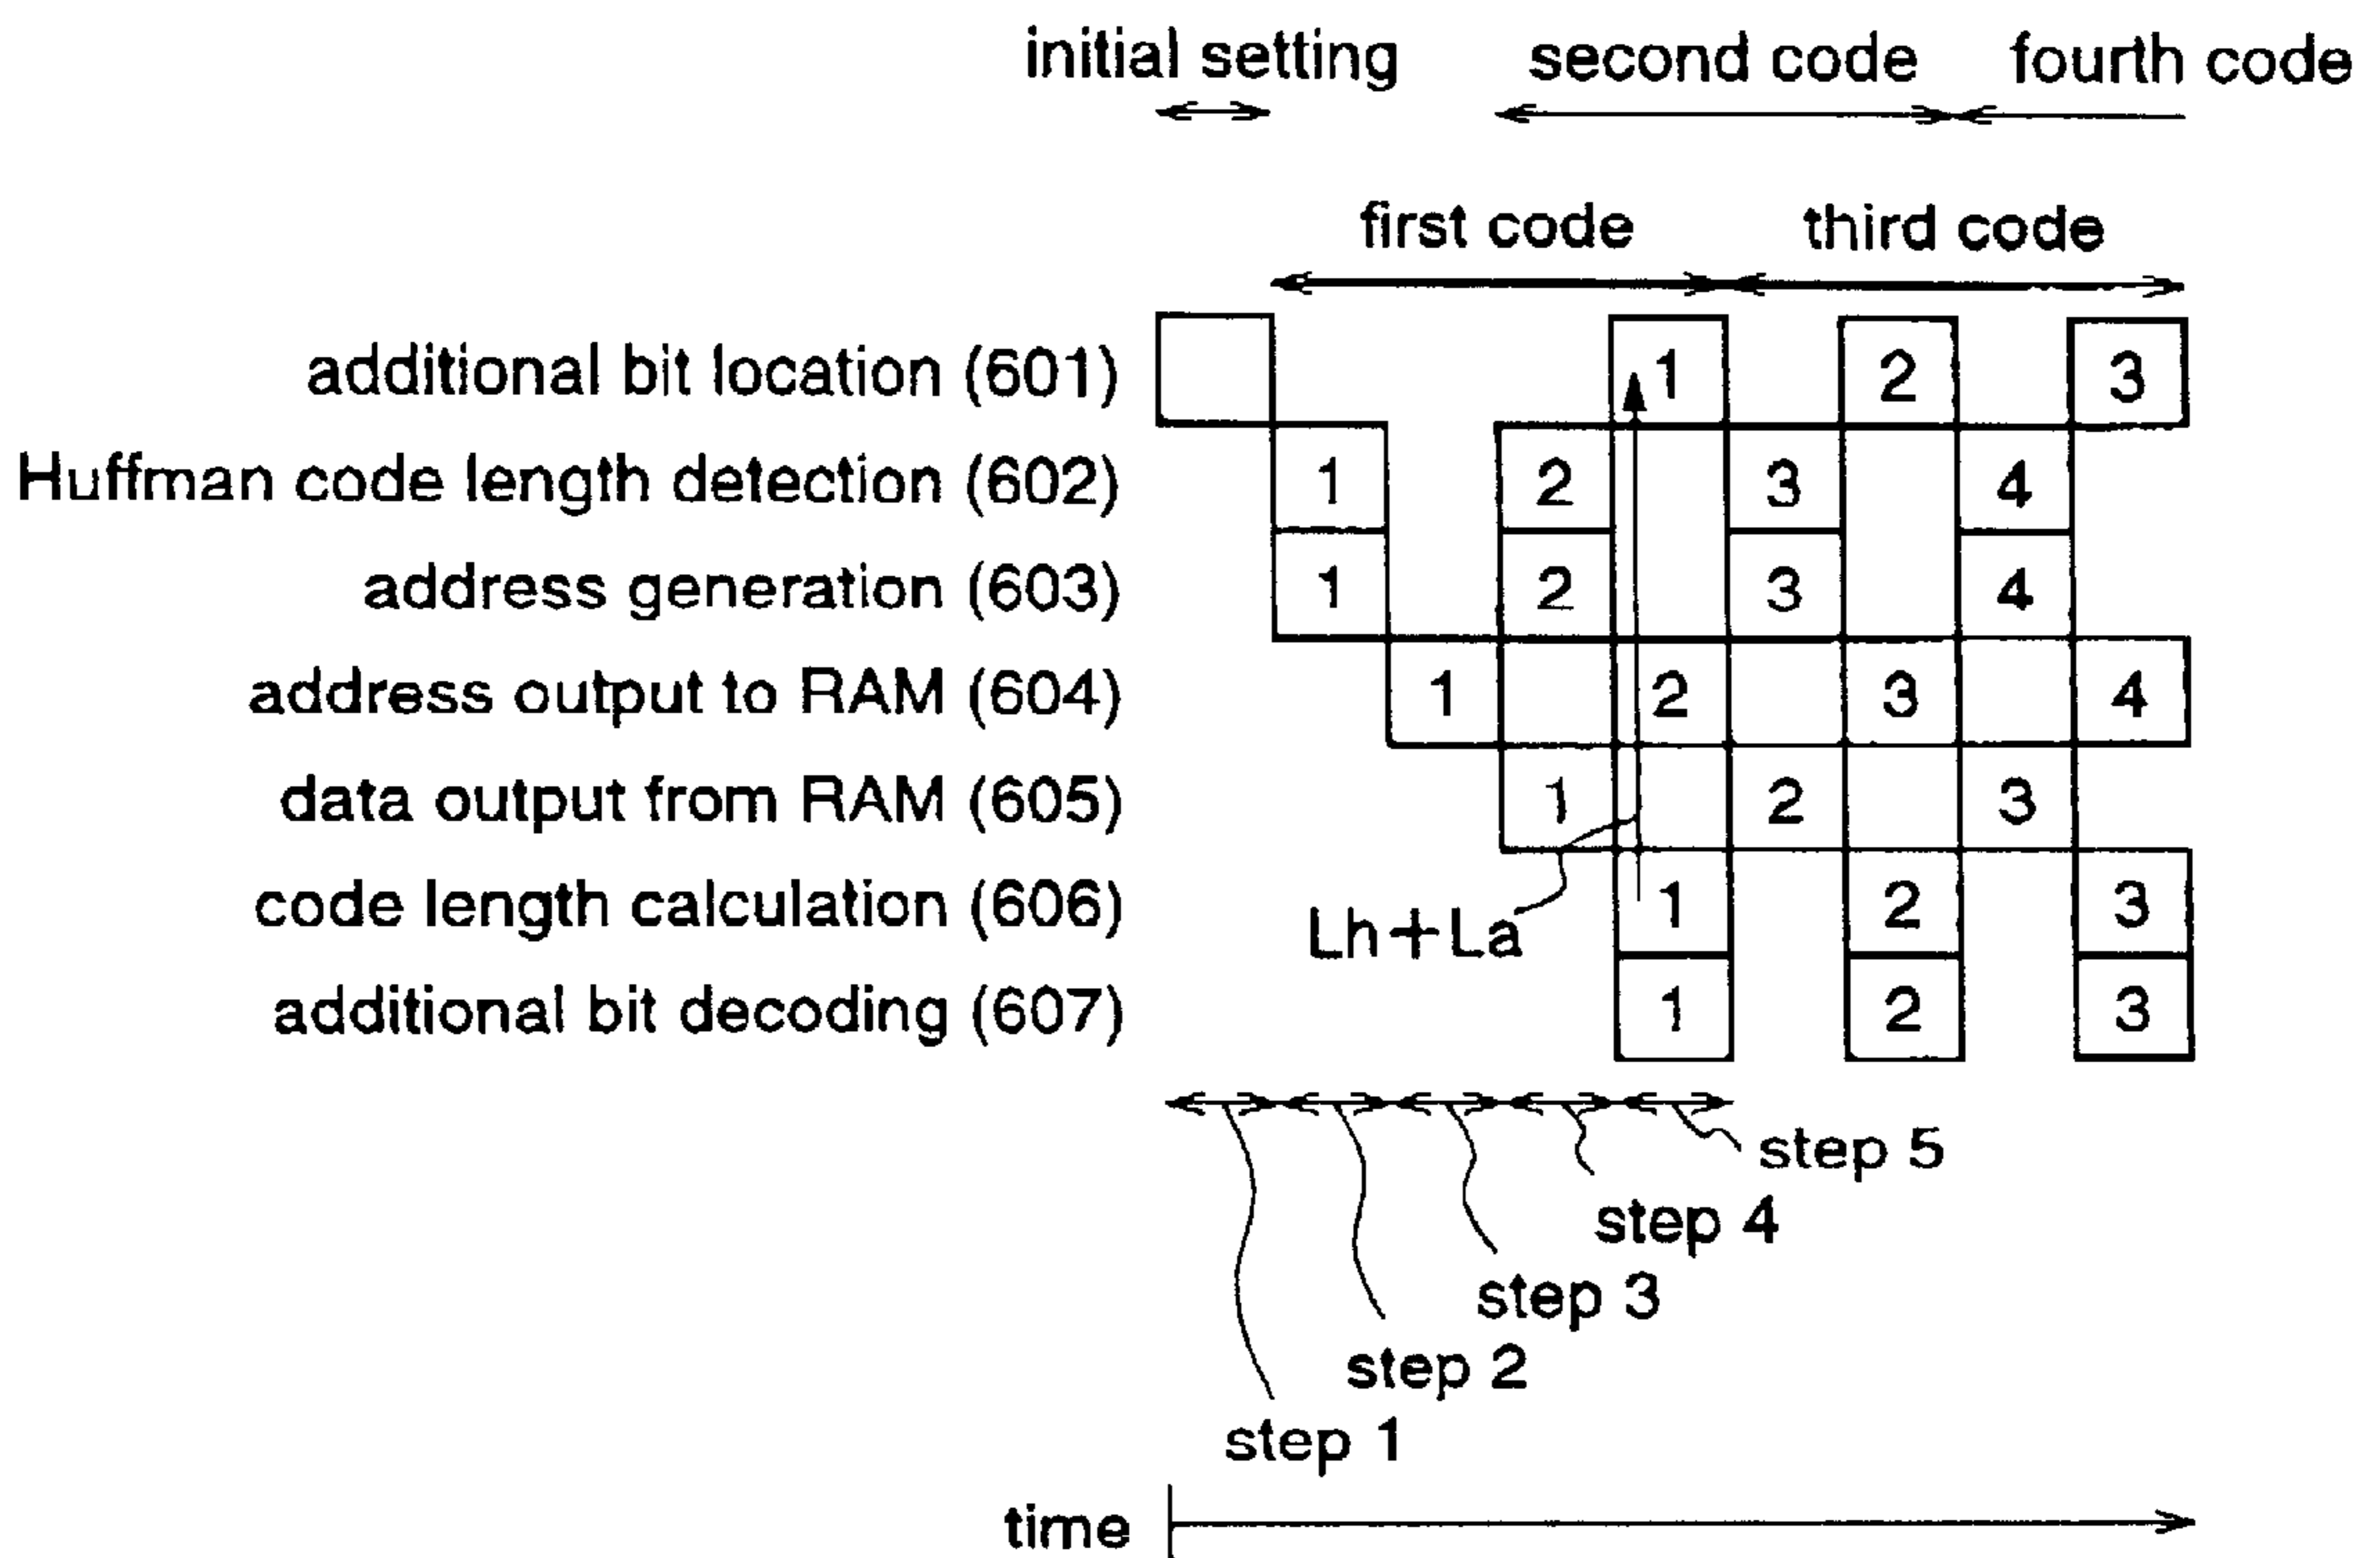 initial setting second code fourth code
first code third code
additional bit location (601) 1 2 3
Huffman code length detection (602) 1 2 3 4
address generation (603) 1 2 3 4
address output to RAM (604) 1 2 3 4
data output from RAM (605) 1 2 3
code length calculation (606) 1 2 3
Lh+La
additional bit decoding (607) 1 2 3
step 5
step 4
step 3
step 2
step 1
time